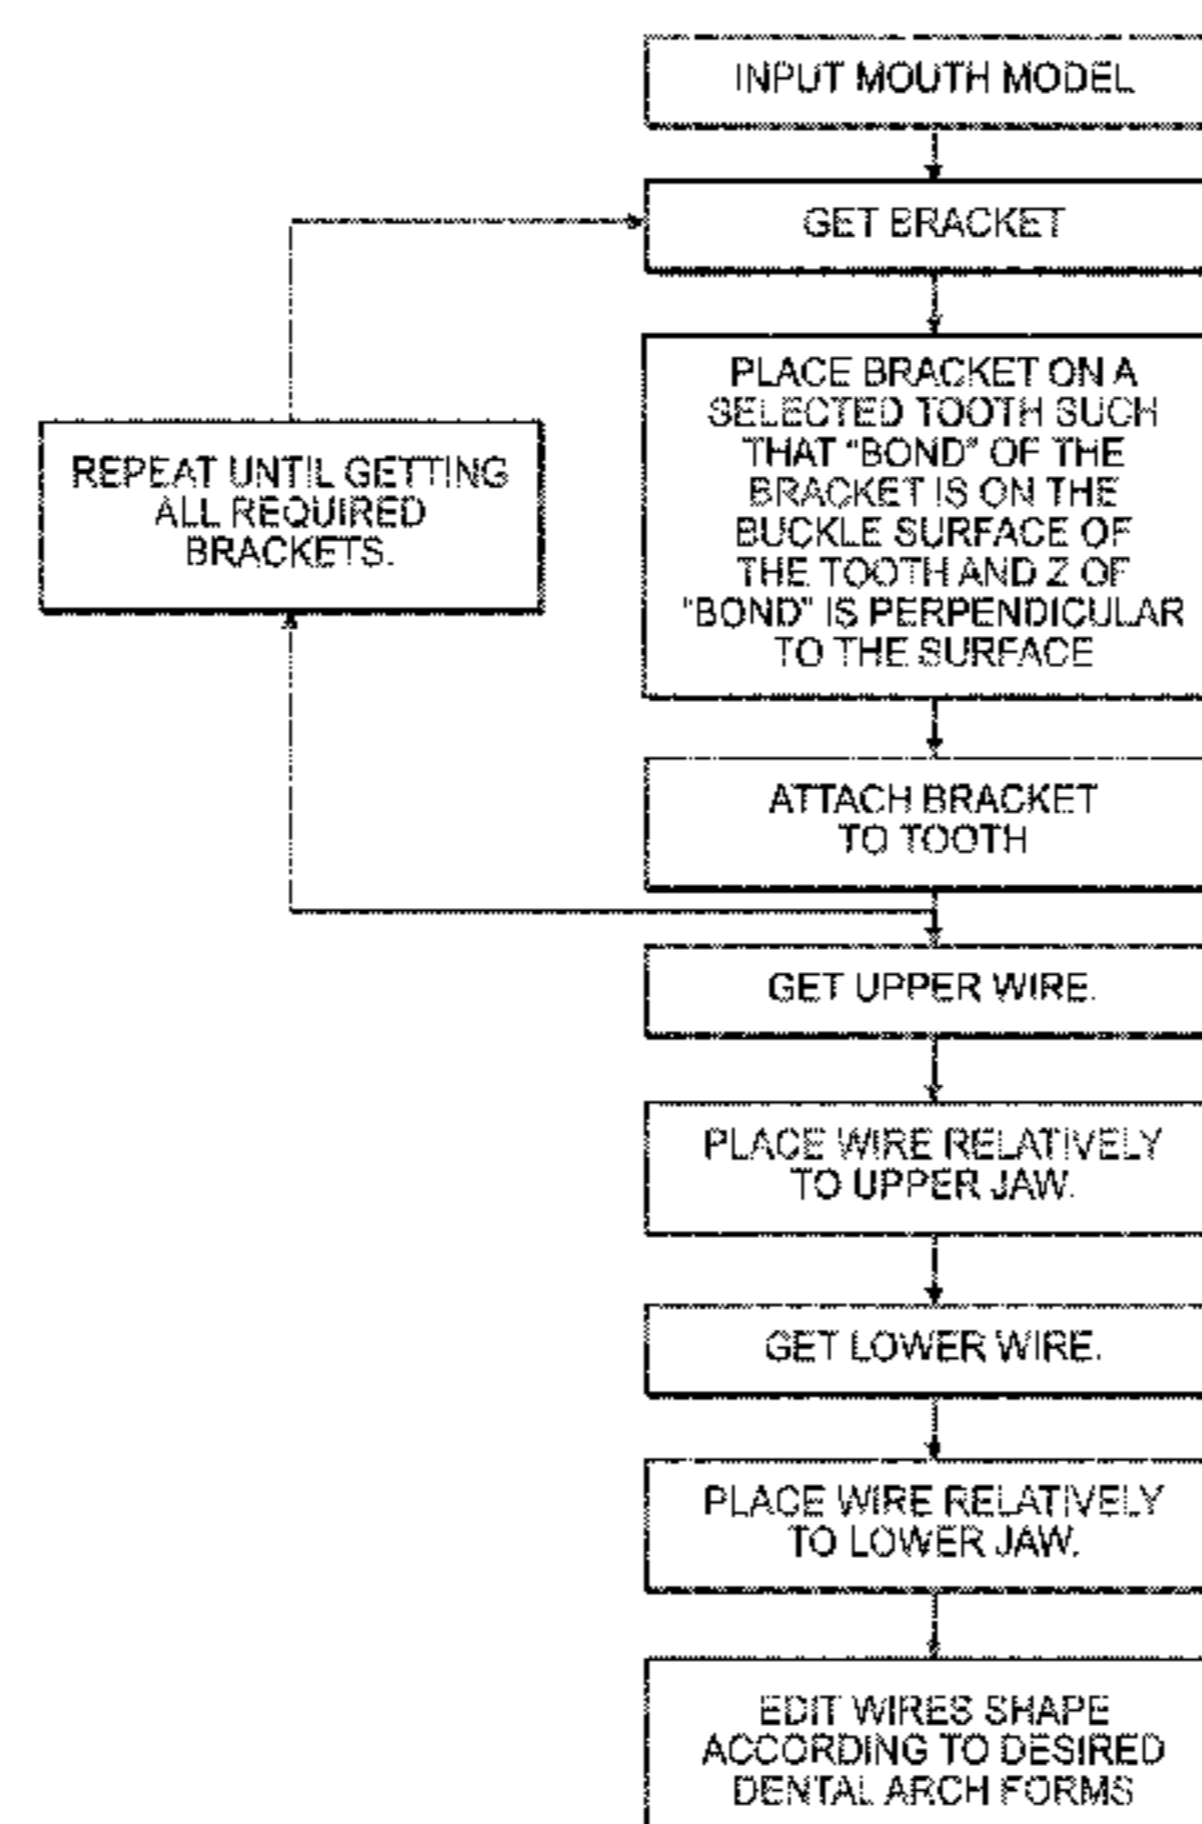 INPUT MOUTH MODEL
GET BRACKET
PLACE BRACKET ON A
SELECTED TOOTH SUCH
THAT "BOND" OF THE
BRACKET IS ON THE
BUCKLE SURFACE OF
THE TOOTH AND Z OF
"BOND" IS PERPENDICULAR
TO THE SURFACE
REPEAT UNTIL GETTING
ALL REQUIRED
BRACKETS.
ATTACH BRACKET
TO TOOTH
GET UPPER WIRE.
PLACE WIRE RELATIVELY
TO UPPER JAW.
GET LOWER WIRE.
PLACE WIRE RELATIVELY
TO LOWER JAW.
EDIT WIRES SHAPE
ACCORDING TO DESIRED
DENTAL ARCH FORMS